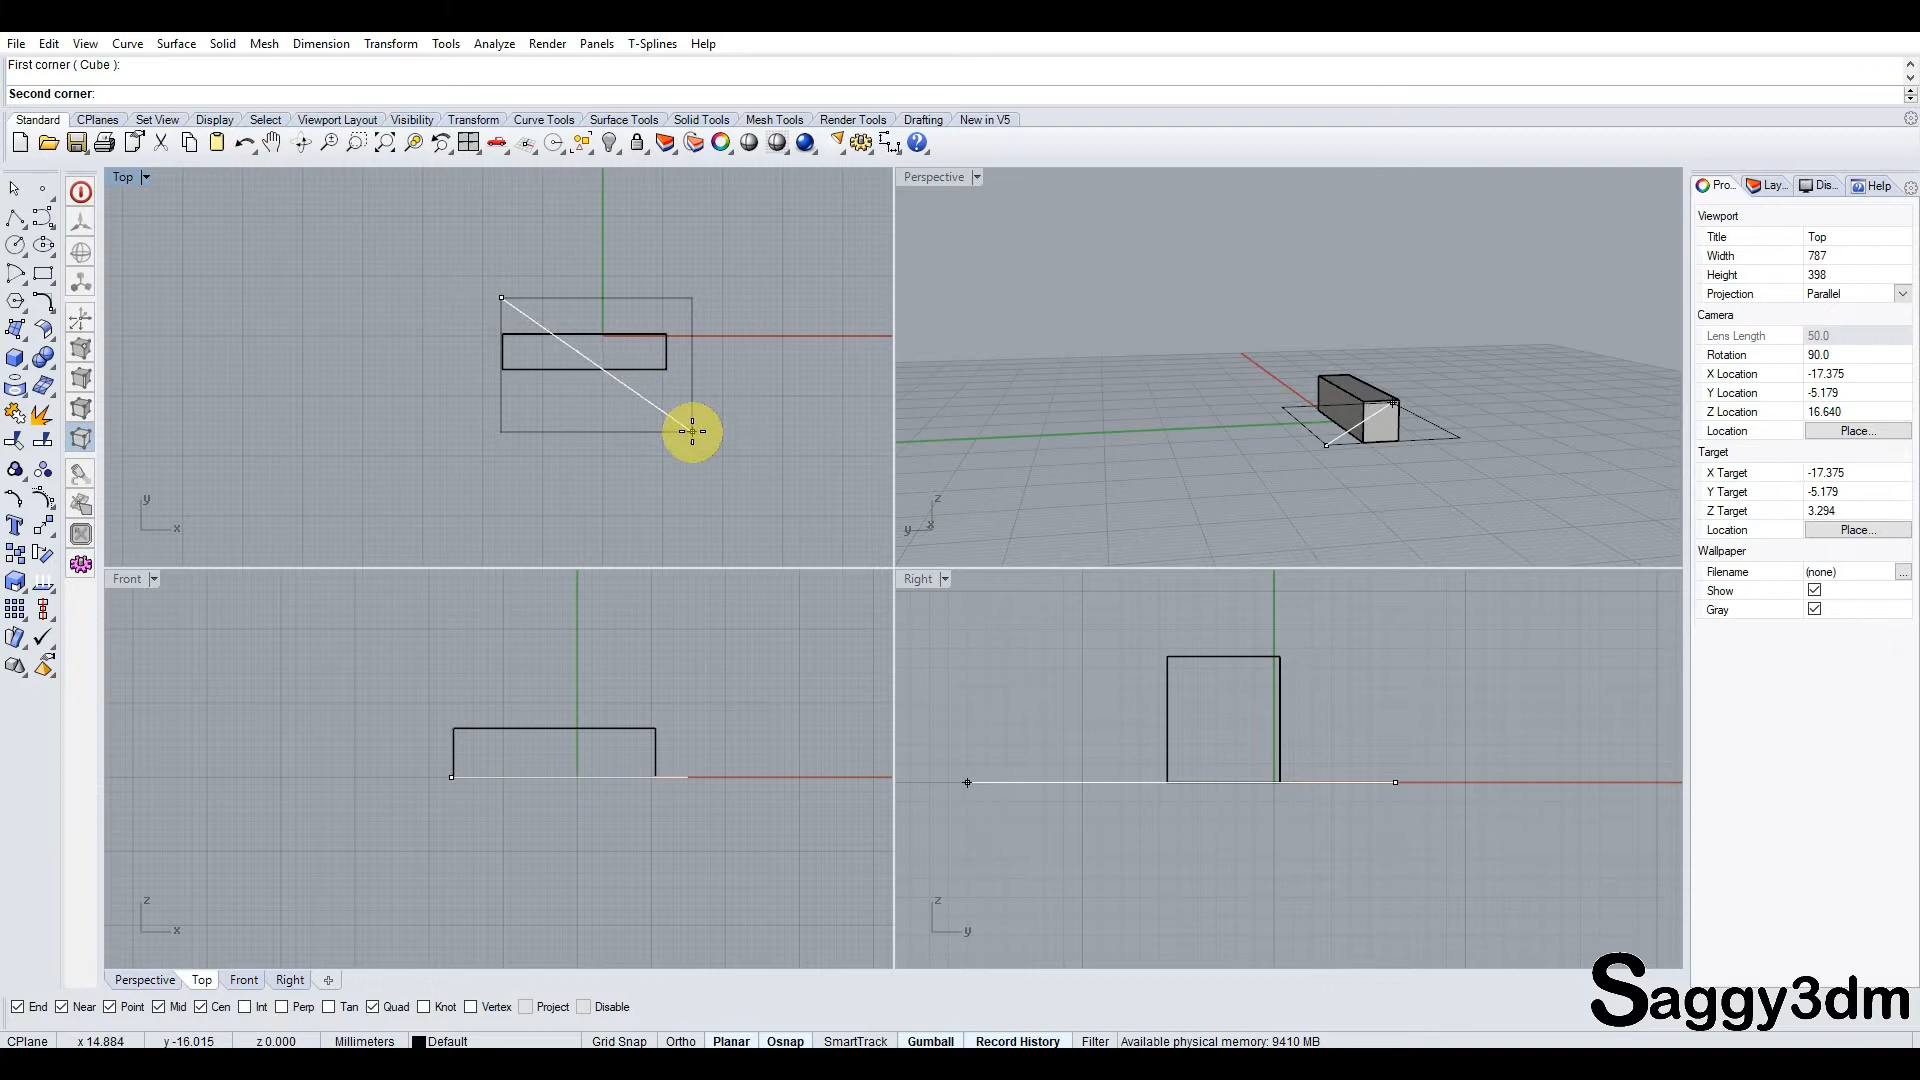 File Edit View Curve Surface Solid Mesh Dimension Transform Tools Analyze Render Panels T-Splines Help
First corner ( Cube ):
Second corner:
Standard CPlanes Set View Display Select Viewport Layout Visibility Transform Curve Tools Surface Tools Solid Tools Mesh Tools Render Tools Drafting New in V5
Top
Perspective
Pro... Lay... Dis... Help
Viewport
Title Top
Width 787
Height 398
Projection Parallel
Camera
Lens Length 50.0
Rotation 90.0
X Location -17.375
Y Location -5.179
Z Location 16.640
Location Place...
Target
X Target -17.375
Y Target -5.179
Z Target 3.294
Location Place...
Wallpaper
Filename (none) ...
Show
Gray
y
x
z
y x
Front
Right
z
x
z
y
Perspective Top Front Right
End Near Point Mid Cen Int Perp Tan Quad Knot Vertex Project Disable
CPlane x 14.884 y -16.015 z 0.000 Millimeters Default Grid Snap Ortho Planar Osnap SmartTrack Gumball Record History Filter Available physical memory: 9410 MB
Saggy3dm